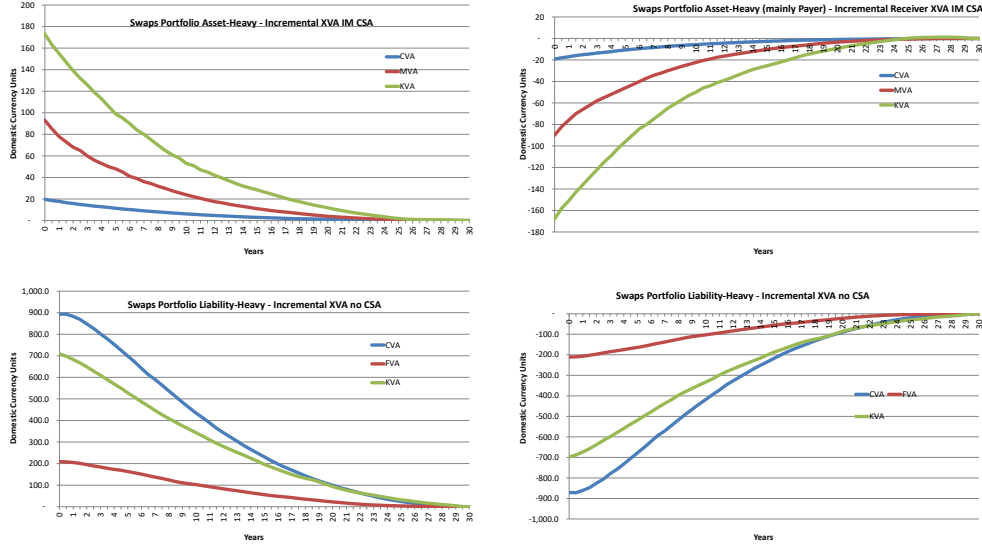 Swaps Portfolio Asset-Heavy - Incremental XVA IM CSA
200
180
160
140
120
100
80
60
40
20
-
Domestic Currency Units
CVA
MVA
KVA
0 1 2 3 4 5 6 7 8 9 10 11 12 13 14 15 16 17 18 19 20 21 22 23 24 25 26 27 28 29 30
Years
Swaps Portfolio Asset-Heavy (mainly Payer) - Incremental Receiver XVA IM CSA
20
-
-20
-40
-60
-80
-100
-120
-140
-160
-180
Domestic Currency Units
0 1 2 3 4 5 6 7 8 9 10 11 12 13 14 15 16 17 18 19 20 21 22 23 24 25 26 27 28 29 30
CVA
MVA
KVA
Years
Swaps Portfolio Liability-Heavy - Incremental XVA no CSA
1,000.0
900.0
800.0
700.0
600.0
500.0
400.0
300.0
200.0
100.0
-
Domestic Currency Units
CVA
FVA
KVA
0 1 2 3 4 5 6 7 8 9 10 11 12 13 14 15 16 17 18 19 20 21 22 23 24 25 26 27 28 29 30
Years
Swaps Portfolio Liability-Heavy - Incremental XVA no CSA
-
-100.0
-200.0
-300.0
-400.0
-500.0
-600.0
-700.0
-800.0
-900.0
-1,000.0
Domestic Currency Units
0 1 2 3 4 5 6 7 8 9 10 11 12 13 14 15 16 17 18 19 20 21 22 23 24 25 26 27 28 29 30
CVA FVA
KVA
Years